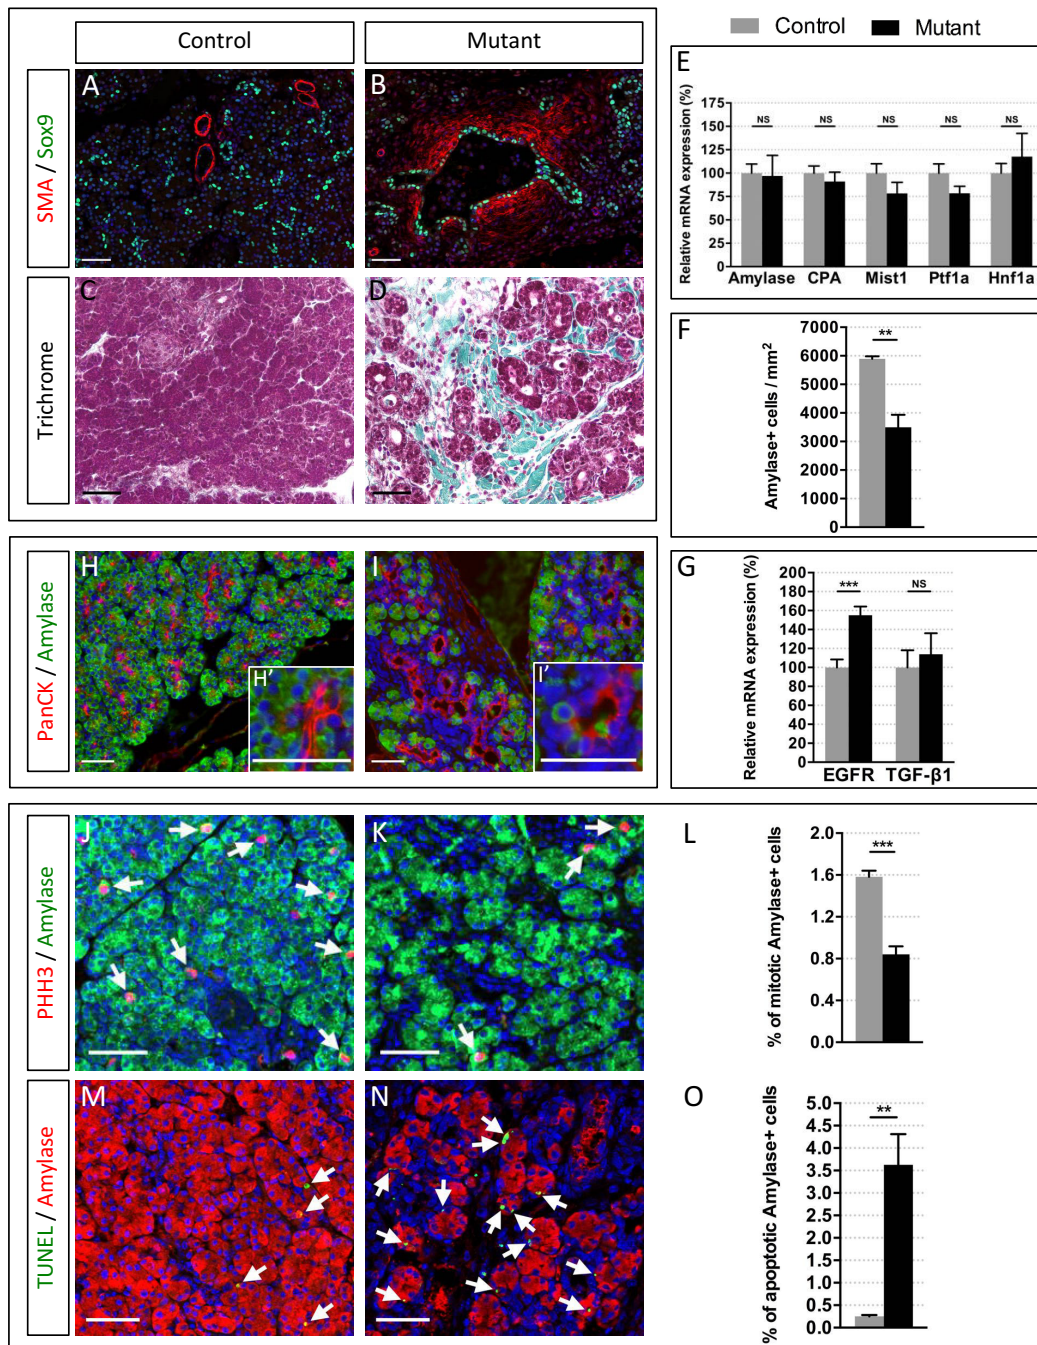 Control
Mutant
Control
Mutant
SMA / Sox9
A
B
Trichrome
C
D
E
Relative mRNA expression (%)
175
150
125
100
75
50
25
0
NS
NS
NS
NS
NS
Amylase
CPA
Mist1
Ptf1a
Hnf1a
F
Amylase+ cells / mm²
7000
6000
5000
4000
3000
2000
1000
0
**
PanCK / Amylase
H
H'
I
I'
G
Relative mRNA expression (%)
200
180
160
140
120
100
80
60
40
20
0
***
NS
EGFR
TGF-β1
PHH3 / Amylase
J
K
L
% of mitotic Amylase+ cells
2.0
1.6
1.2
0.8
0.4
0.0
***
TUNEL / Amylase
M
N
O
% of apoptotic Amylase+ cells
5.0
4.5
4.0
3.5
3.0
2.5
2.0
1.5
1.0
0.5
0.0
**